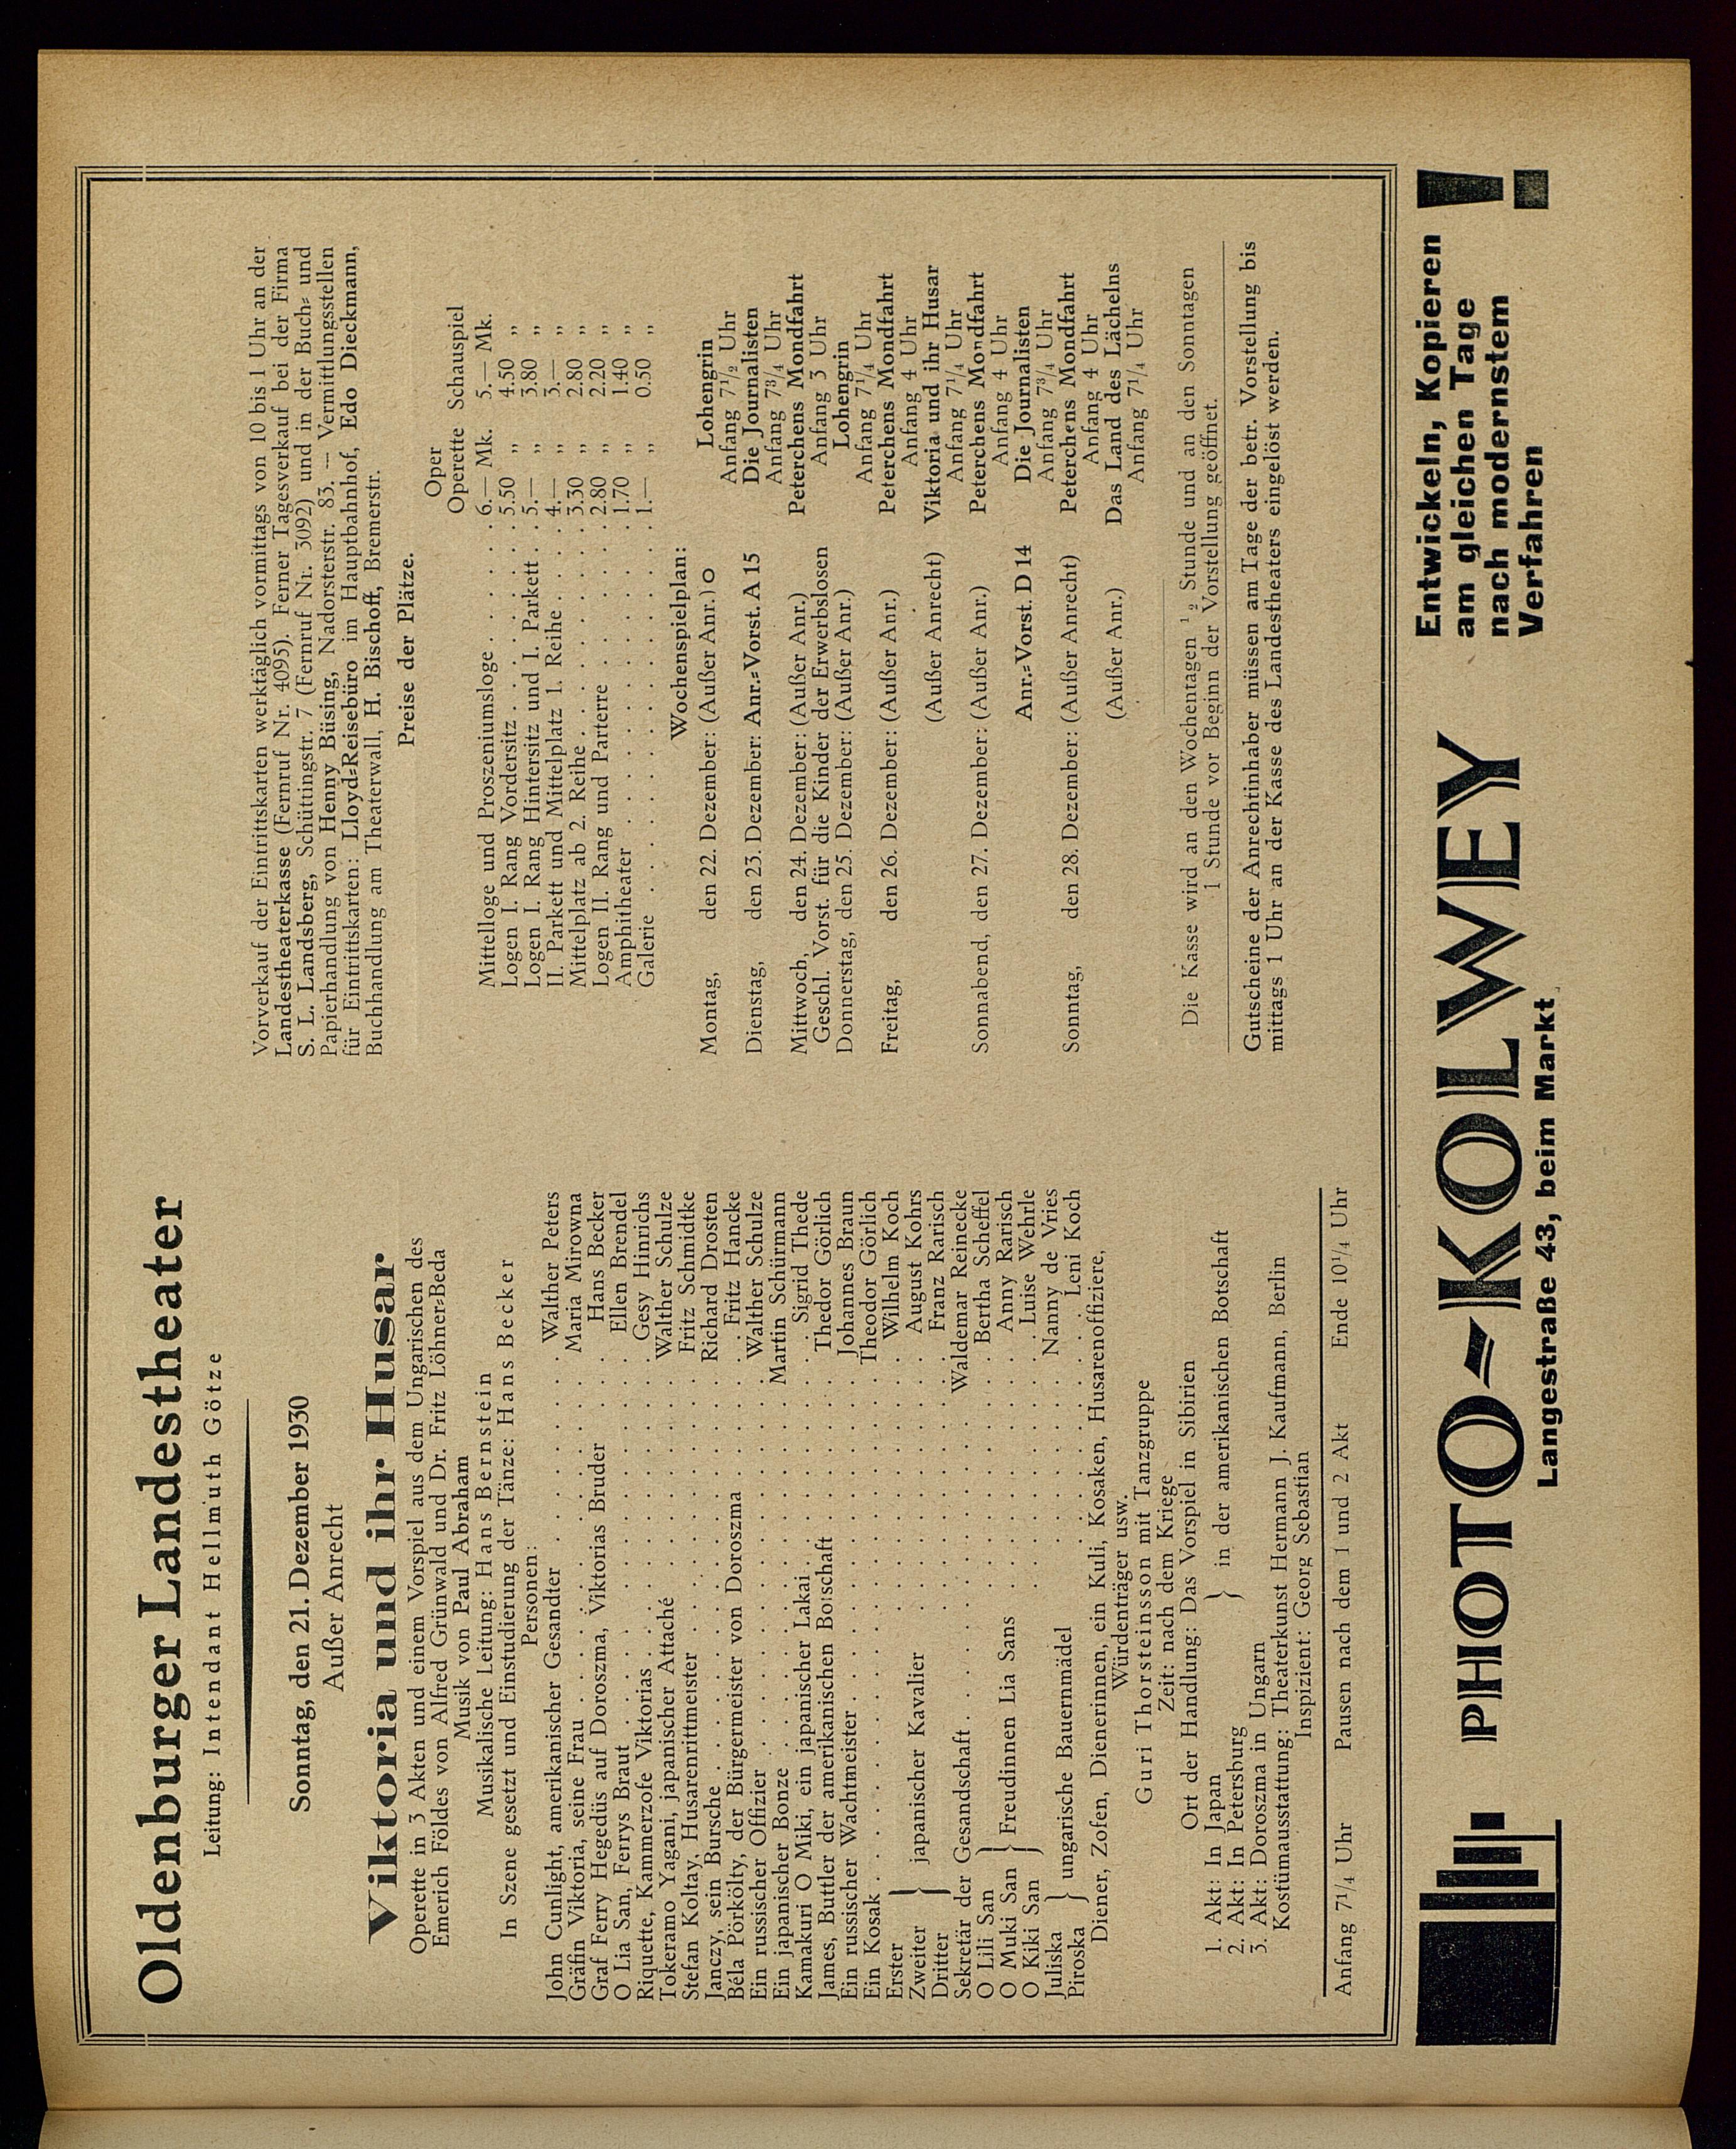 Oldenburger Landestheater
Leitung: Intendant Hellmuth Götze
Sonntag, den 21. Dezember 1930
Außer Anrecht
Viktoria und ihr Husar
Operette in 3 Akten und einem Vorspiel aus dem Ungarischen des
Emerich Földes von Alfred Grünwald und Dr. Fritz Löhner-Beda
Musik von Paul Abraham
Musikalische Leitung: Hans Bernstein
In Szene gesetzt und Einstudierung der Tänze: Hans Becker
Personen:
John Cunlight, amerikanischer Gesandter . . . . . . . . Walther Peters
Gräfin Viktoria, seine Frau . . . . . . . . Maria Mirowna
Graf Ferry Hegedüs auf Doroszma, Viktorias Bruder . . . Hans Becker
O Lia San, Ferrys Braut . . . . . . . . Ellen Brendel
Riquette, Kammerzofe Viktorias . . . . . . . . Gesy Hinrichs
Tokeramo Yagani, japanischer Attaché . . . . . . . . Walther Schulze
Stefan Koltay, Husarenrittmeister . . . . . . . . Fritz Schmidtke
Janczy, sein Bursche . . . . . . . . Richard Drosten
Béla Pörkölty, der Bürgermeister von Doroszma . . . . . Fritz Hancke
Ein russischer Offizier . . . . . . . . Walther Schulze
Ein japanischer Bonze . . . . . . . . Martin Schürmann
Kamakuri O Miki, ein japanischer Lakai . . . . . . . . Sigrid Thede
James, Buttler der amerikanischen Botschaft . . . . . Thedor Görlich
Ein russischer Wachtmeister . . . . . . . . Johannes Braun
Ein Kosak . . . . . . . . Theodor Görlich
Erster . . . . . . . . Wilhelm Koch
Zweiter } japanischer Kavalier . . . . . . . . August Kohrs
Dritter . . . . . . . . Franz Rarisch
Sekretär der Gesandschaft . . . . . . . . Waldemar Reinecke
O Lili San . . . . . . . . Bertha Scheffel
O Muki San } Freudinnen Lia Sans . . . . . . . . Anny Rarisch
O Kiki San . . . . . . . . Luise Wehrle
Juliska } ungarische Bauernmädel . . . . . . . . Nanny de Vries
Piroska . . . . . . . . Leni Koch
Diener, Zofen, Dienerinnen, ein Kuli, Kosaken, Husarenoffiziere,
Würdenträger usw.
Guri Thorsteinsson mit Tanzgruppe
Zeit: nach dem Kriege
Ort der Handlung: Das Vorspiel in Sibirien
1. Akt: In Japan
2. Akt: In Petersburg } in der amerikanischen Botschaft
3. Akt: Doroszma in Ungarn
Kostümausstattung: Theaterkunst Hermann J. Kaufmann, Berlin
Inspizient: Georg Sebastian
Anfang 7¹/₄ Uhr Pausen nach dem 1 und 2 Akt Ende 10¹/₄ Uhr
Vorverkauf der Eintrittskarten werktäglich vormittags von 10 bis 1 Uhr an der
Landestheaterkasse (Fernruf Nr. 4095). Ferner Tagesverkauf bei der Firma
S. L. Landsberg, Schüttingstr. 7 (Fernruf Nr. 3092) und in der Buch- und
Papierhandlung von Henny Büsing, Nadorsterstr. 83. — Vermittlungsstellen
für Eintrittskarten: Lloyd-Reisebüro im Hauptbahnhof, Edo Dieckmann,
Buchhandlung am Theaterwall, H. Bischoff, Bremerstr.
Preise der Plätze.
Oper
Operette Schauspiel
Mittelloge und Proszeniumsloge . . . . . 6.— Mk. 5.— Mk.
Logen I. Rang Vordersitz . . . . . 5.50 „ 4.50 „
Logen I. Rang Hintersitz und I. Parkett . . 5.— „ 3.80 „
II. Parkett und Mittelplatz 1. Reihe . . . . 4.— „ 3.— „
Mittelplatz ab 2. Reihe . . . . . 3.30 „ 2.80 „
Logen II. Rang und Parterre . . . . . 2.80 „ 2.20 „
Amphitheater . . . . . 1.70 „ 1.40 „
Galerie . . . . . 1.— „ 0.50 „
Wochenspielplan:
Montag, den 22. Dezember: (Außer Anr.) O Lohengrin
Anfang 7¹/₂ Uhr
Dienstag, den 23. Dezember: Anr.-Vorst. A 15 Die Journalisten
Anfang 7³/₄ Uhr
Mittwoch, den 24. Dezember: (Außer Anr.) Peterchens Mondfahrt
Geschl. Vorst. für die Kinder der Erwerbslosen Anfang 3 Uhr
Donnerstag, den 25. Dezember: (Außer Anr.) Lohengrin
Anfang 7¹/₄ Uhr
Freitag, den 26. Dezember: (Außer Anr.) Peterchens Mondfahrt
Anfang 4 Uhr
(Außer Anrecht) Viktoria und ihr Husar
Anfang 7¹/₄ Uhr
Sonnabend, den 27. Dezember: (Außer Anr.) Peterchens Mondfahrt
Anfang 4 Uhr
Anr.-Vorst. D 14 Die Journalisten
Anfang 7³/₄ Uhr
Sonntag, den 28. Dezember: (Außer Anrecht) Peterchens Mondfahrt
Anfang 4 Uhr
(Außer Anr.) Das Land des Lächelns
Anfang 7¹/₄ Uhr
Die Kasse wird an den Wochentagen ¹/₂ Stunde und an den Sonntagen
1 Stunde vor Beginn der Vorstellung geöffnet.
Gutscheine der Anrechtinhaber müssen am Tage der betr. Vorstellung bis
mittags 1 Uhr an der Kasse des Landestheaters eingelöst werden.
PHOTO-KOLWEY
Langestraße 43, beim Markt
Entwickeln, Kopieren
am gleichen Tage
nach modernstem
Verfahren !